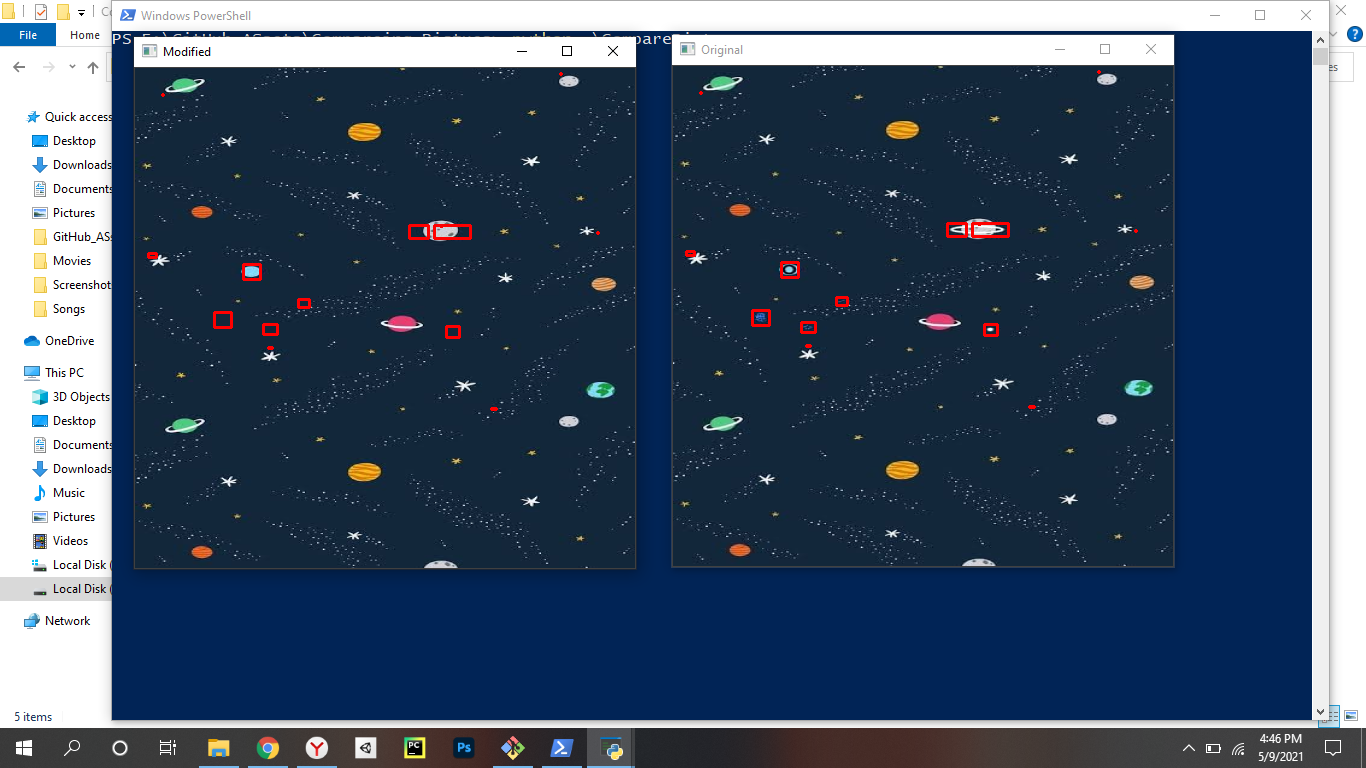 Windows PowerShell
File
Home
Modified
Original
Quick access
Desktop
Downloads
Documents
Pictures
GitHub_AS
Movies
Screenshot
Songs
OneDrive
This PC
3D Objects
Desktop
Documents
Downloads
Music
Pictures
Videos
Local Disk (
Local Disk (
Network
5 items
PC
Ps
4:46 PM
5/9/2021